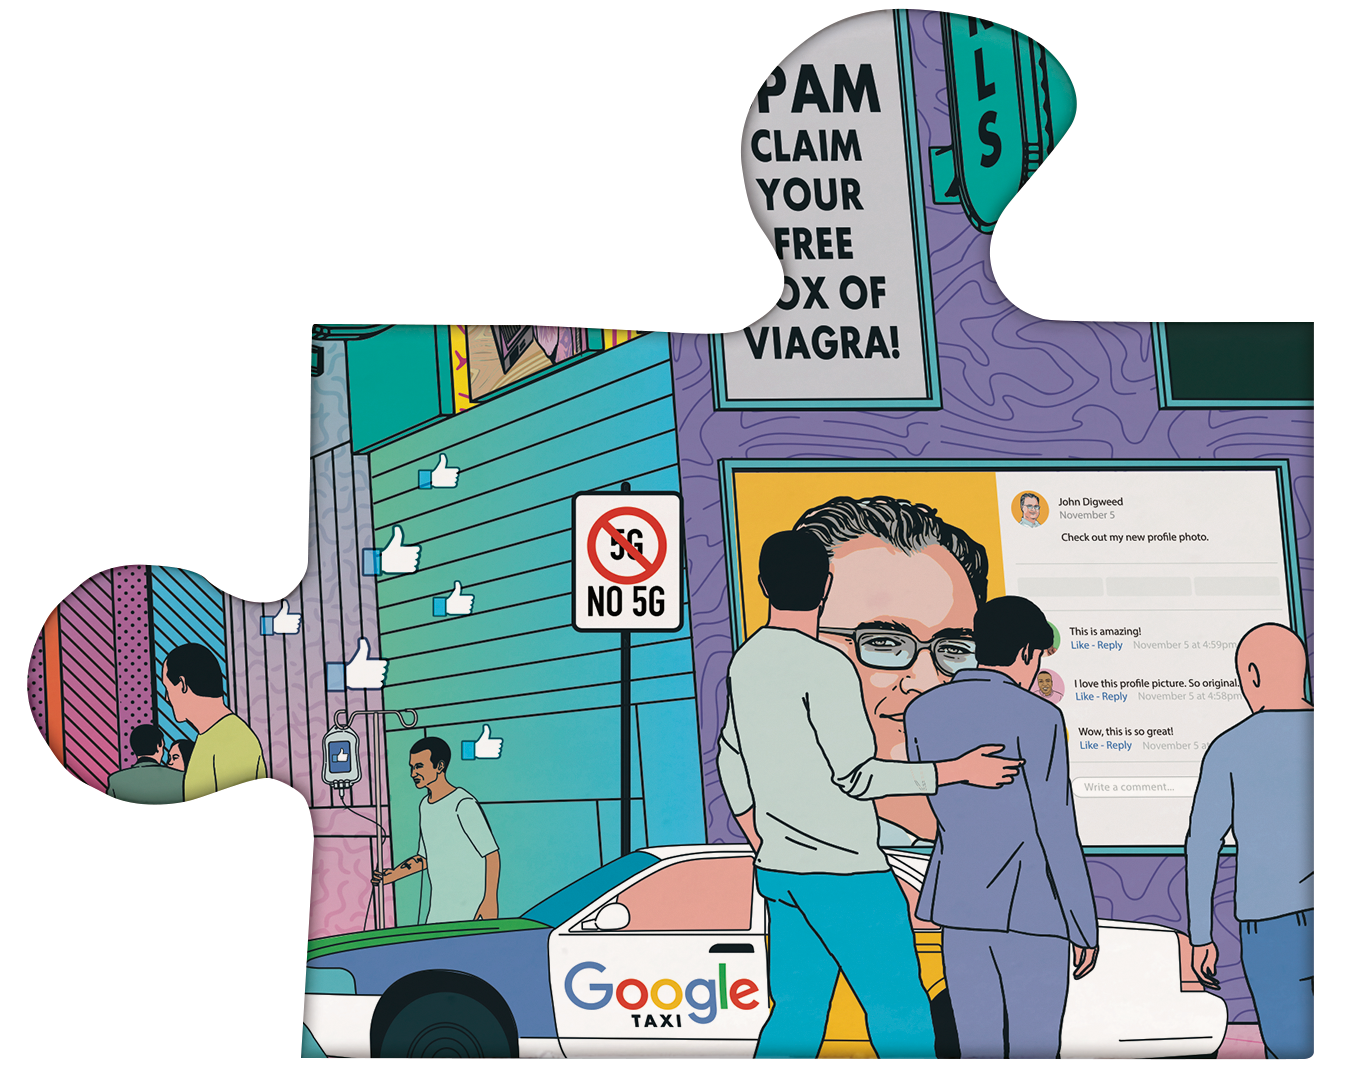 PAM
CLAIM
YOUR
FREE
OX OF
VIAGRA!
LS
5G
NO 5G
John Digweed
November 5
Check out my new profile photo.
This is amazing!
Like - Reply November 5 at 4:59pm
I love this profile picture. So original.
Like - Reply November 5 at 4:58pm
Wow, this is so great!
Like - Reply November 5 a
Write a comment...
Google
TAXI